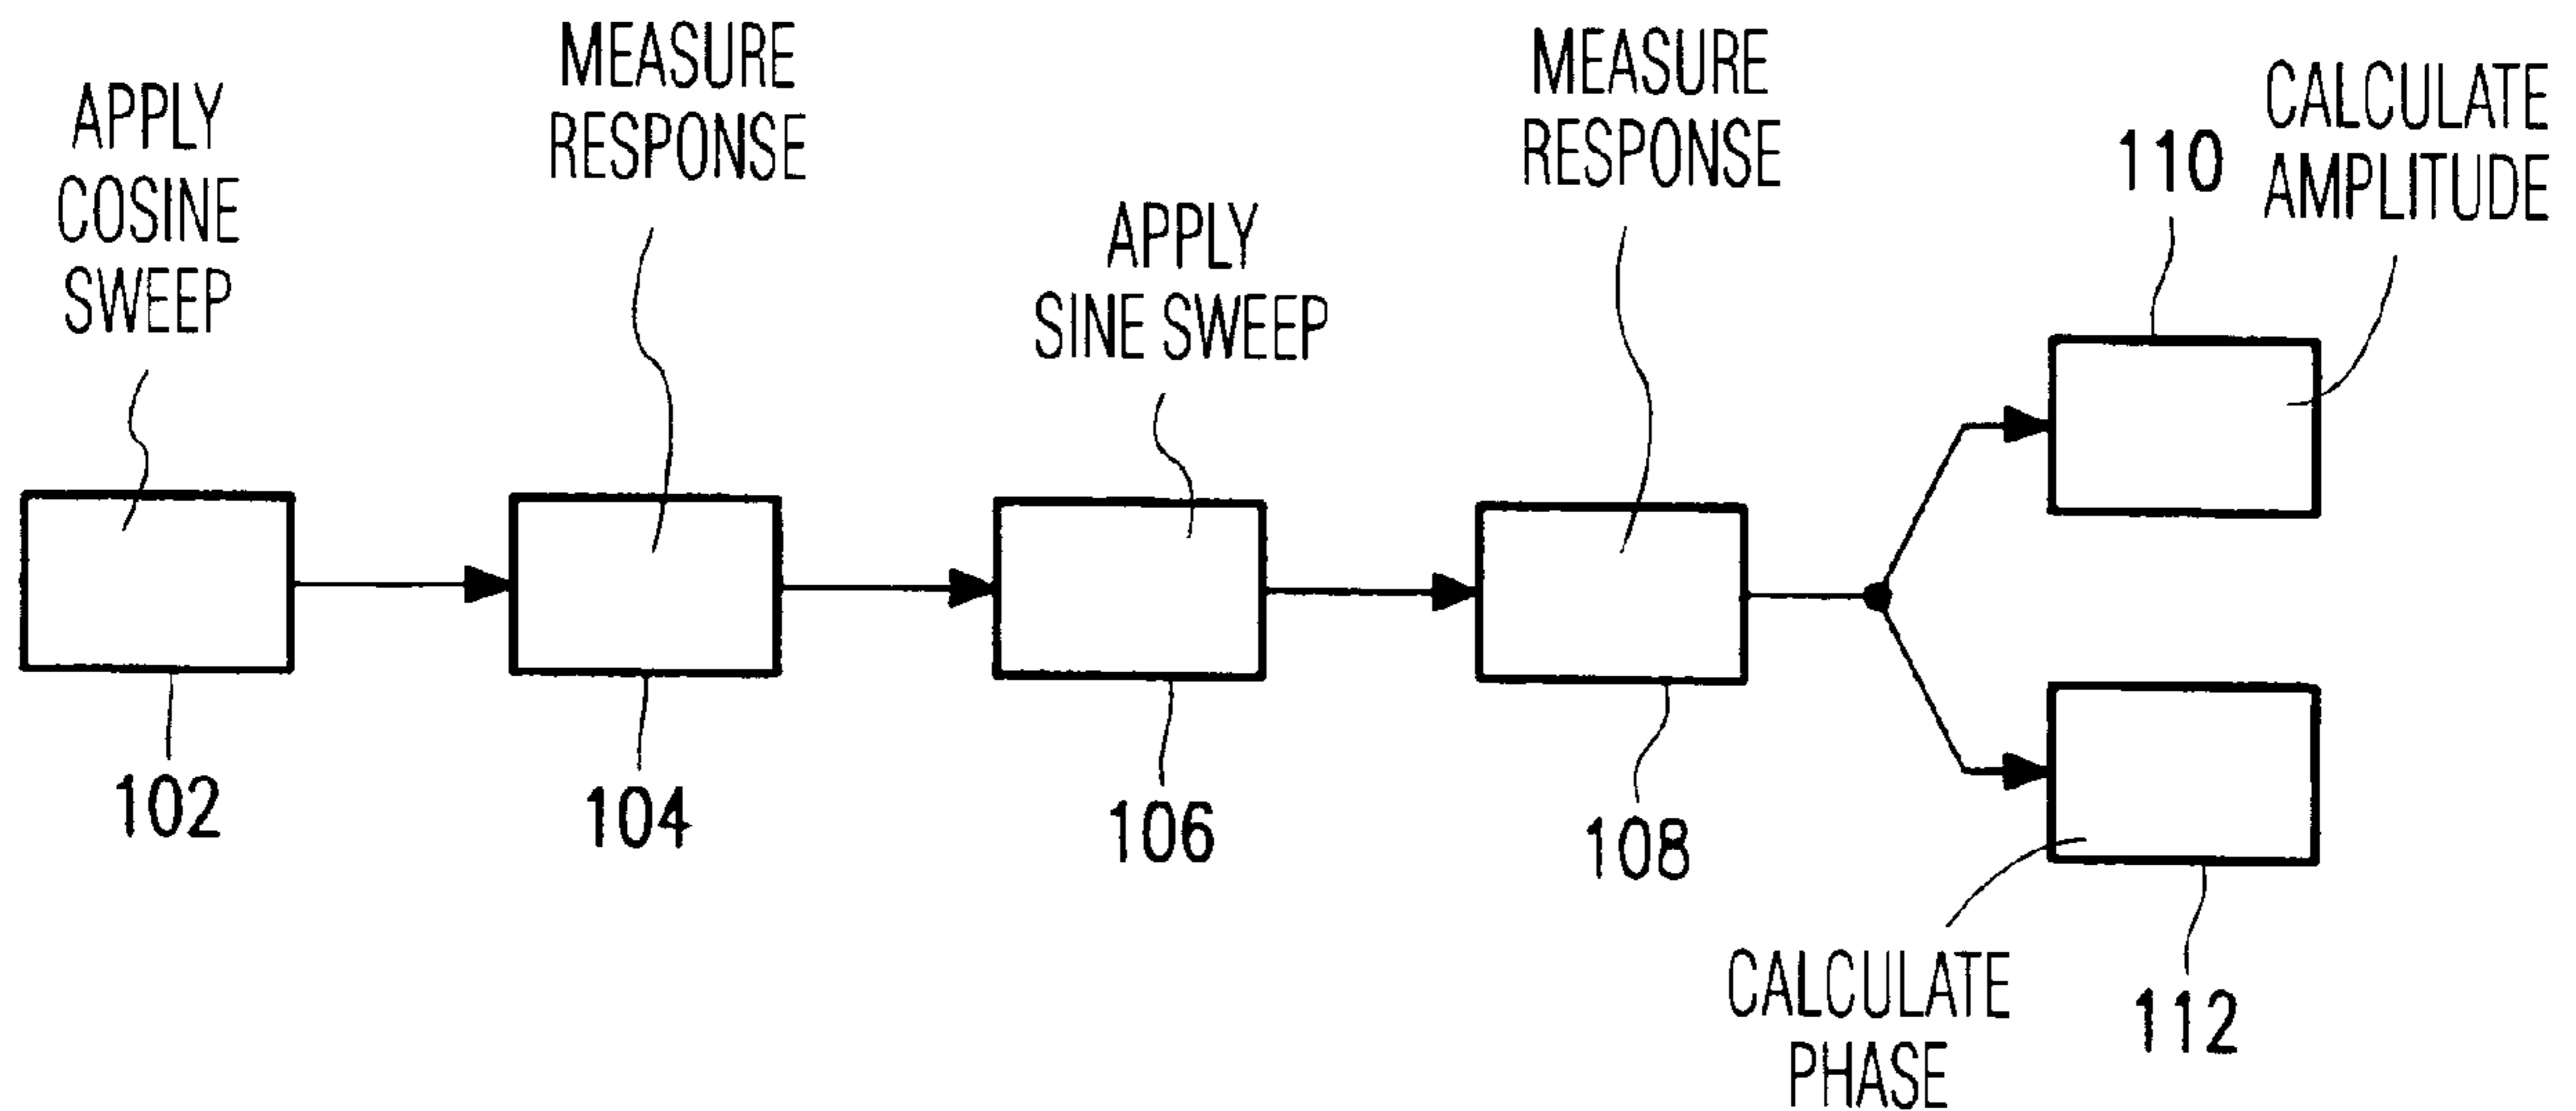 APPLY
COSINE
SWEEP
102
MEASURE
RESPONSE
104
APPLY
SINE SWEEP
106
MEASURE
RESPONSE
108
110
CALCULATE
AMPLITUDE
CALCULATE
PHASE
112